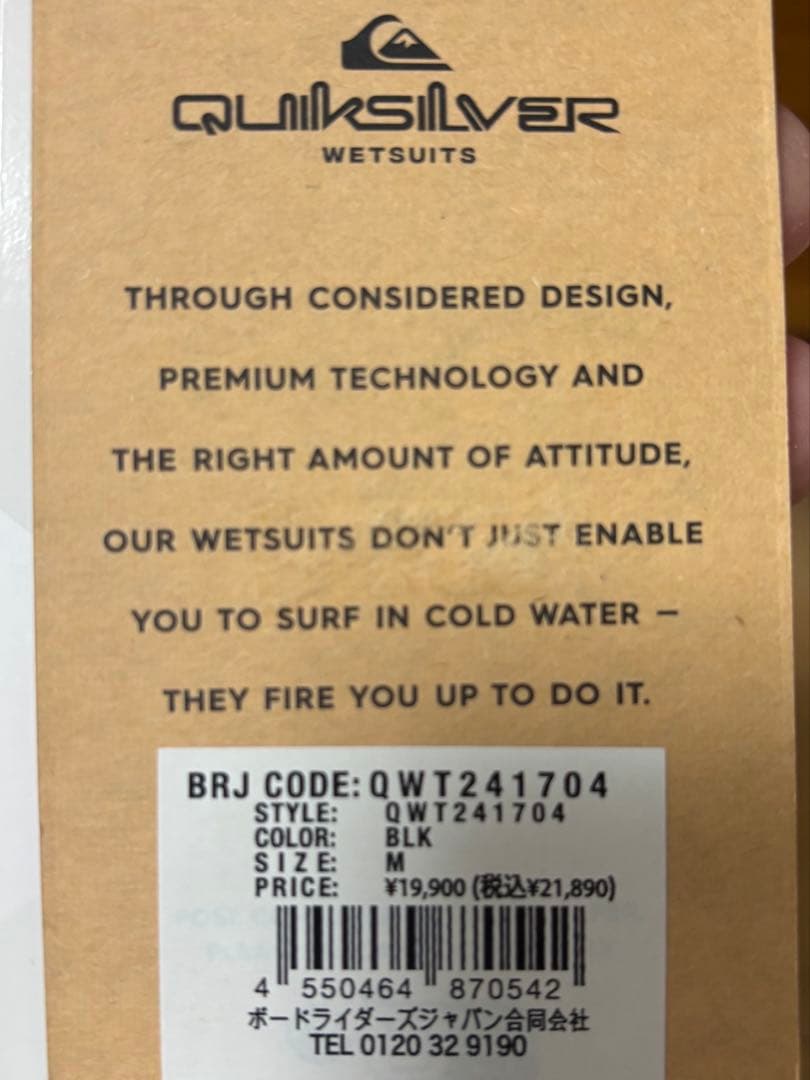 QUIKSILVER
WETSUITS
THROUGH CONSIDERED DESIGN,
PREMIUM TECHNOLOGY AND
THE RIGHT AMOUNT OF ATTITUDE,
OUR WETSUITS DON'T JUST ENABLE
YOU TO SURF IN COLD WATER –
THEY FIRE YOU UP TO DO IT.
BRJ CODE: QWT241704
STYLE: QWT241704
COLOR: BLK
SIZE: M
PRICE: ¥19,900 (税込¥21,890)
4 550464 870542
ボードライダーズジャパン合同会社
TEL 0120 32 9190